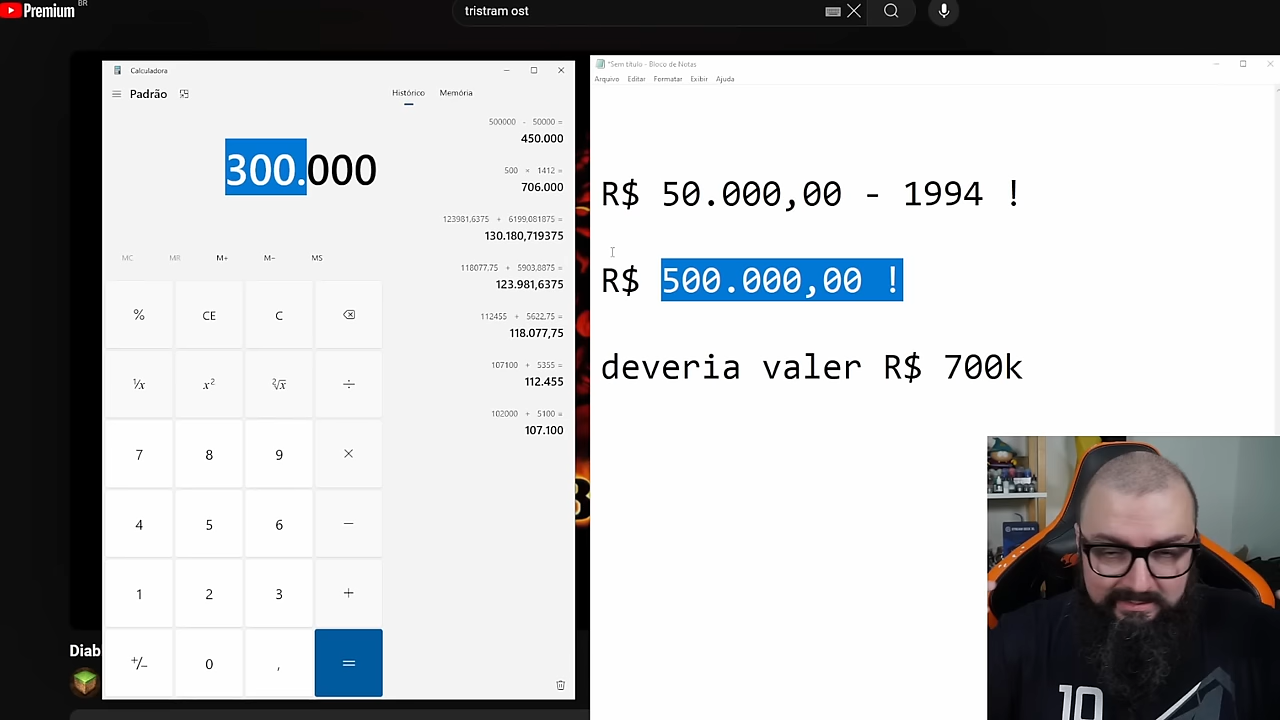 Premium
BR
tristram ost
Calculadora
Padrão
Histórico
Memória
300.000
500000 - 50000 =
450.000
500 × 1412 =
706.000
123981,6375 + 6199,081875 =
130.180,719375
118077,75 + 5903,8875 =
123.981,6375
112455 + 5622,75 =
118.077,75
107100 + 5355 =
112.455
102000 + 5100 =
107.100
MC MR M+ M− MS
% CE C
¹/x x² ²√x ÷
7 8 9 ×
4 5 6 −
1 2 3 +
+/− 0 , =
*Sem título - Bloco de Notas
Arquivo Editar Formatar Exibir Ajuda
R$ 50.000,00 - 1994 !
R$ 500.000,00 !
deveria valer R$ 700k
Diab
10